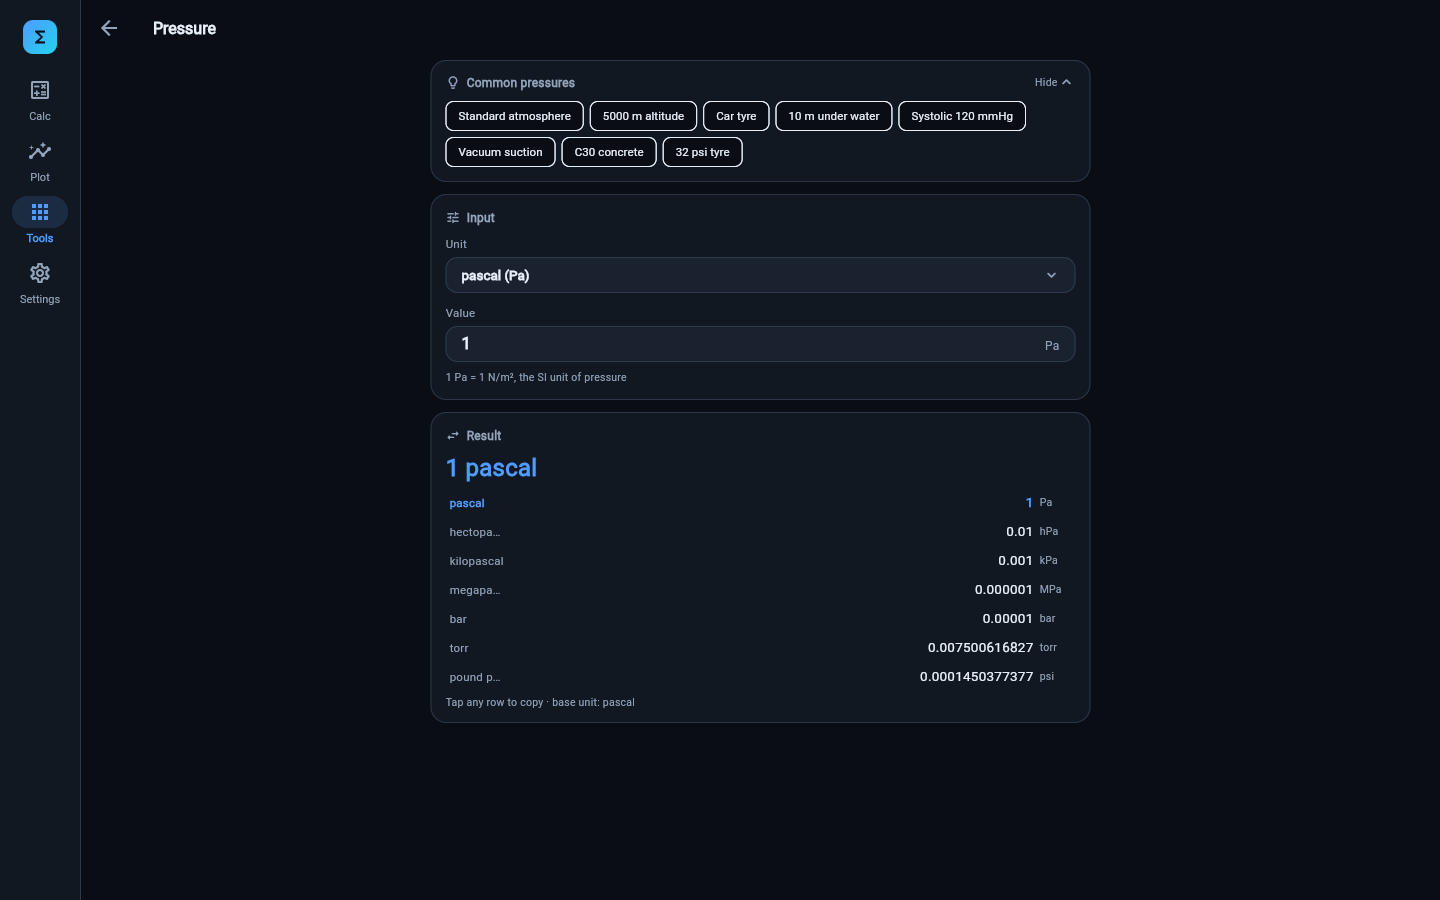 Σ
Calc
Plot
Tools
Settings
Pressure
Common pressures
Hide
Standard atmosphere
5000 m altitude
Car tyre
10 m under water
Systolic 120 mmHg
Vacuum suction
C30 concrete
32 psi tyre
Input
Unit
pascal (Pa)
Value
1 Pa
1 Pa = 1 N/m², the SI unit of pressure
Result
1 pascal
pascal 1 Pa
hectopa... 0.01 hPa
kilopascal 0.001 kPa
megapa... 0.000001 MPa
bar 0.00001 bar
torr 0.007500616827 torr
pound p... 0.0001450377377 psi
Tap any row to copy · base unit: pascal